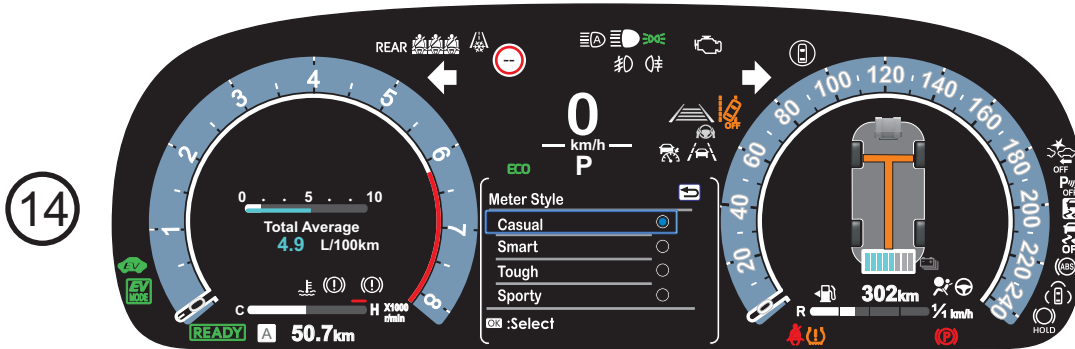 14
REAR
--
A
0
km/h
P
ECO
OFF
1
2
3
4
5
6
7
8
X1000
r/min
0 . . 5 . . 10
Total Average
4.9 L/100km
EV
EV
MODE
READY
C
H
A
50.7km
Meter Style
Casual
Smart
Tough
Sporty
OK :Select
20
40
60
80
100
120
140
160
180
200
220
240
302km
R
1/1
km/h
P
OFF
P
OFF
OFF
ABS
HOLD